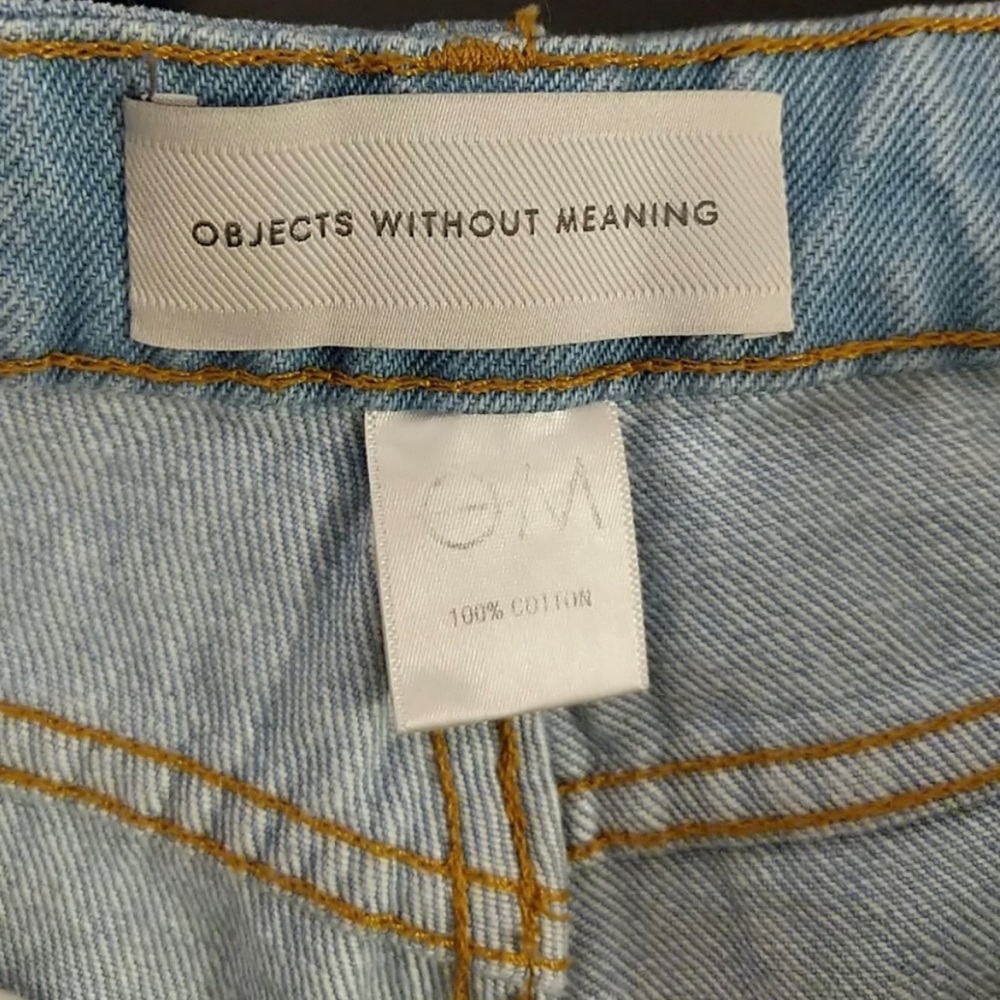 OBJECTS WITHOUT MEANING
OM
100% COTTON